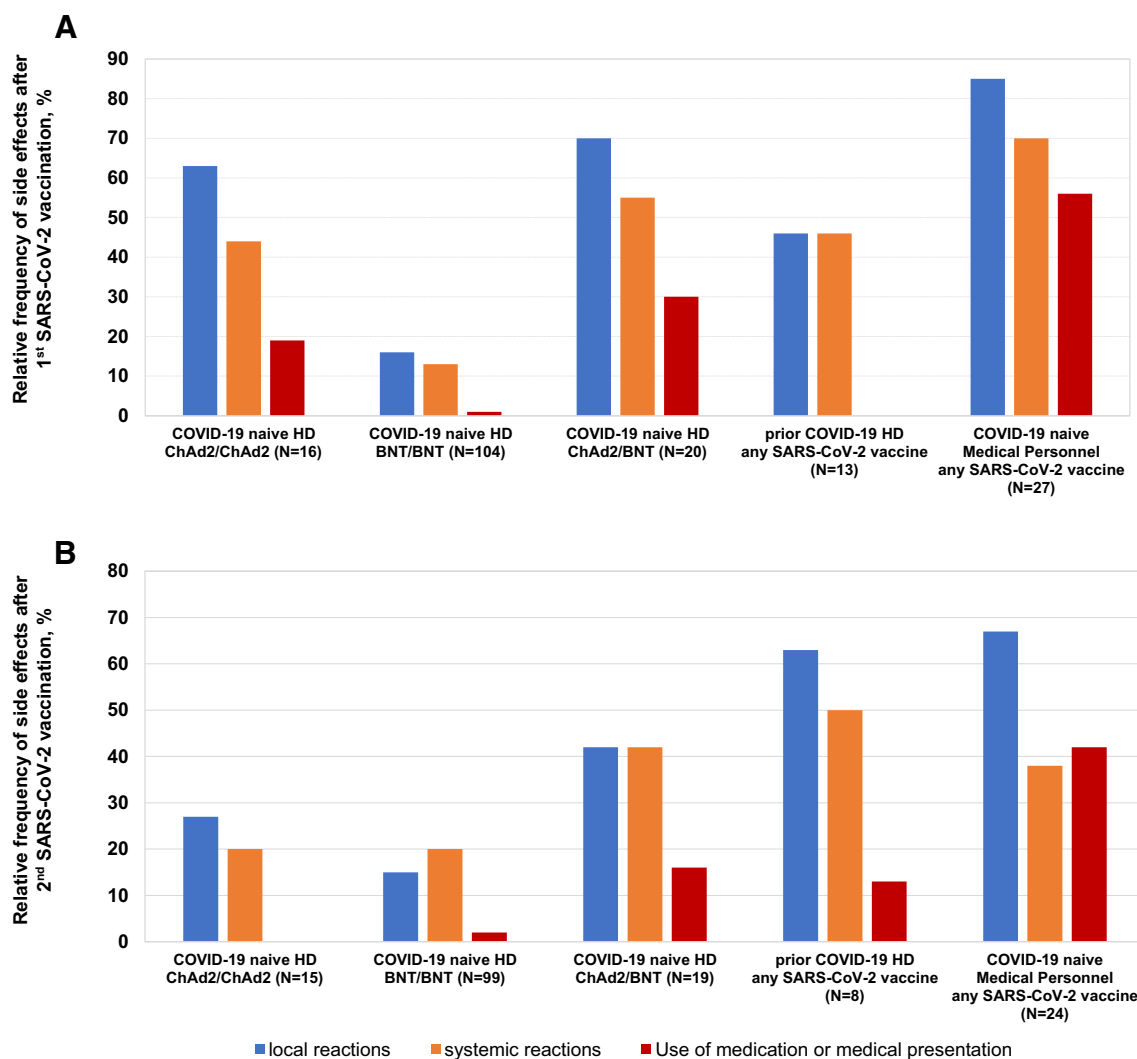 A
Relative frequency of side effects after
1st SARS-CoV-2 vaccination, %
90
80
70
60
50
40
30
20
10
0
COVID-19 naive HD
ChAd2/ChAd2 (N=16)
COVID-19 naive HD
BNT/BNT (N=104)
COVID-19 naive HD
ChAd2/BNT (N=20)
prior COVID-19 HD
any SARS-CoV-2 vaccine
(N=13)
COVID-19 naive
Medical Personnel
any SARS-CoV-2 vaccine
(N=27)
B
Relative frequency of side effects after
2nd SARS-CoV-2 vaccination, %
80
70
60
50
40
30
20
10
0
COVID-19 naive HD
ChAd2/ChAd2 (N=15)
COVID-19 naive HD
BNT/BNT (N=99)
COVID-19 naive HD
ChAd2/BNT (N=19)
prior COVID-19 HD
any SARS-CoV-2 vaccine
(N=8)
COVID-19 naive
Medical Personnel
any SARS-CoV-2 vaccine
(N=24)
local reactions
systemic reactions
Use of medication or medical presentation